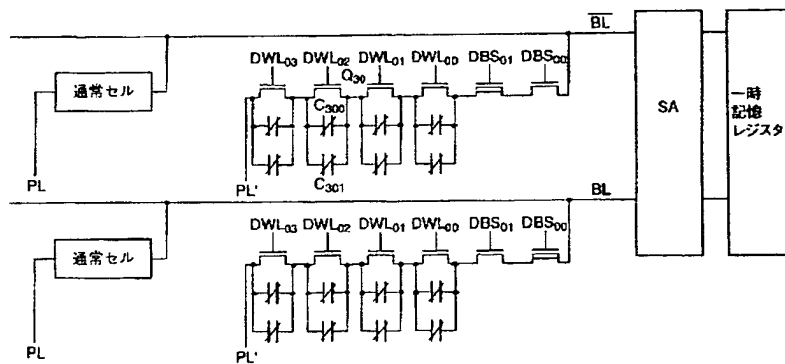 BL
DWL03 DWL02 DWL01 DWL00 DBS01 DBS00
Q30
通常セル
C300
SA
一時
記憶
レジスタ
PL
PL'
C301
BL
DWL03 DWL02 DWL01 DWL00 DBS01 DBS00
通常セル
PL
PL'